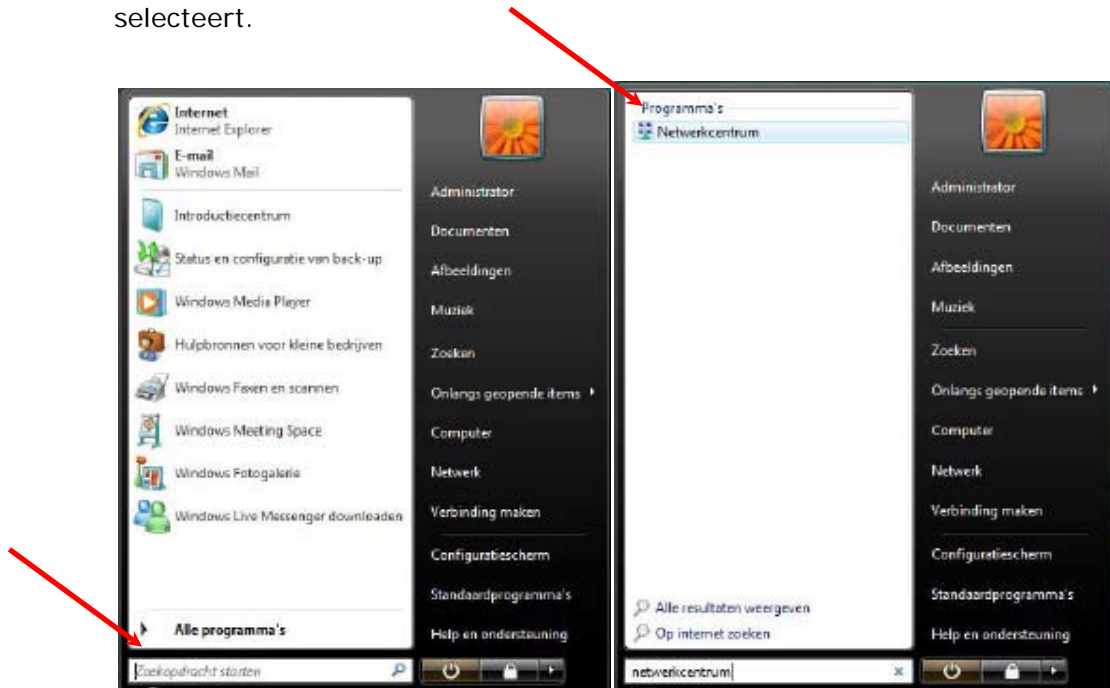 selecteert.
Internet
Internet Explorer
E-mail
Windows Mail
Introductiecentrum
Status en configuratie van back-up
Windows Media Player
Hulpbronnen voor kleine bedrijven
Windows Faxen en scannen
Windows Meeting Space
Windows Fotogalerie
Windows Live Messenger downloaden
Alle programma's
Zoekopdracht starten
Administrator
Documenten
Afbeeldingen
Muziek
Zoeken
Onlangs geopende items
Computer
Netwerk
Verbinding maken
Configuratiescherm
Standaardprogramma's
Help en ondersteuning
Programma's
Netwerkcentrum
Alle resultaten weergeven
Op internet zoeken
netwerkcentrum
Administrator
Documenten
Afbeeldingen
Muziek
Zoeken
Onlangs geopende items
Computer
Netwerk
Verbinding maken
Configuratiescherm
Standaardprogramma's
Help en ondersteuning